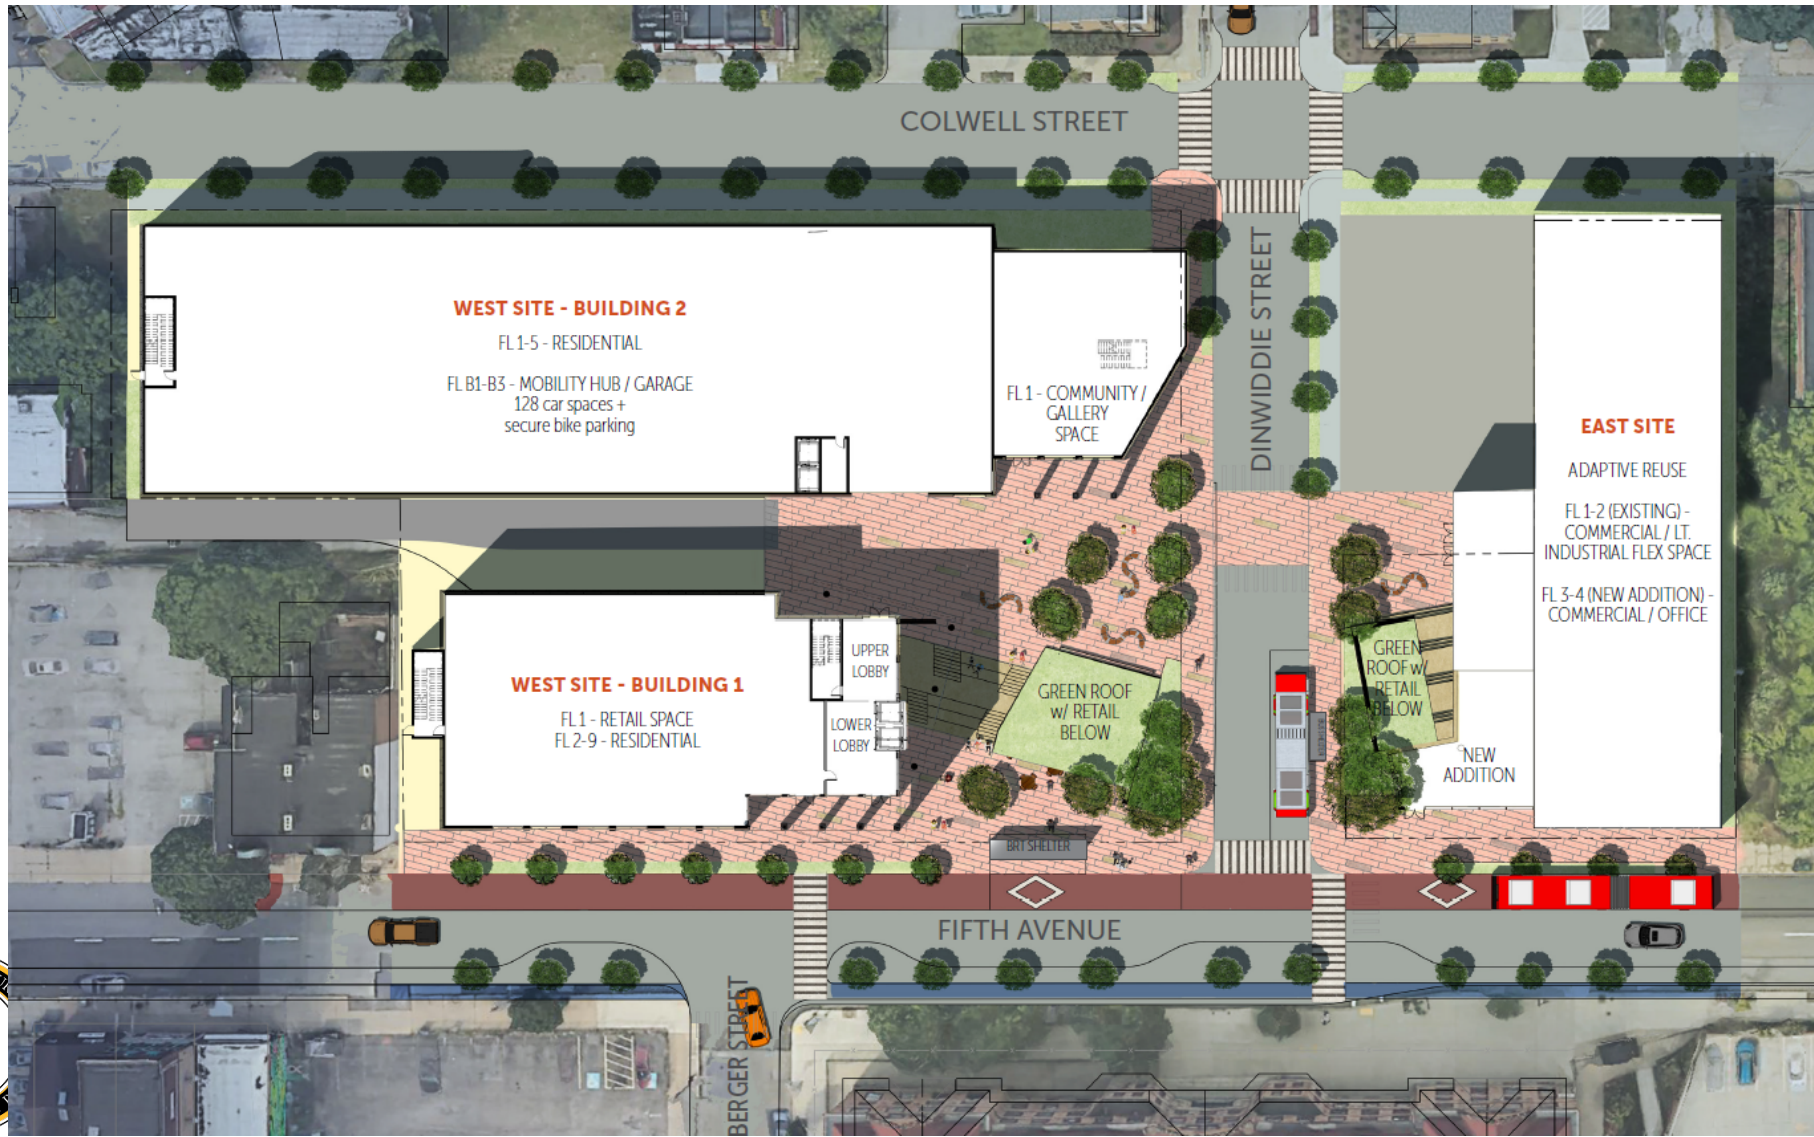 COLWELL STREET
DINWIDDIE STREET
WEST SITE - BUILDING 2
FL 1-5 - RESIDENTIAL
FL B1-B3 - MOBILITY HUB / GARAGE
128 car spaces +
secure bike parking
FL 1 - COMMUNITY /
GALLERY
SPACE
EAST SITE
ADAPTIVE REUSE
FL 1-2 (EXISTING) -
COMMERCIAL / LT.
INDUSTRIAL FLEX SPACE
FL 3-4 (NEW ADDITION) -
COMMERCIAL / OFFICE
WEST SITE - BUILDING 1
FL 1 - RETAIL SPACE
FL 2-9 - RESIDENTIAL
UPPER
LOBBY
LOWER
LOBBY
GREEN ROOF
w/ RETAIL
BELOW
GREEN
ROOF w/
RETAIL
BELOW
NEW
ADDITION
BRT SHELTER
FIFTH AVENUE
BERGER STREET